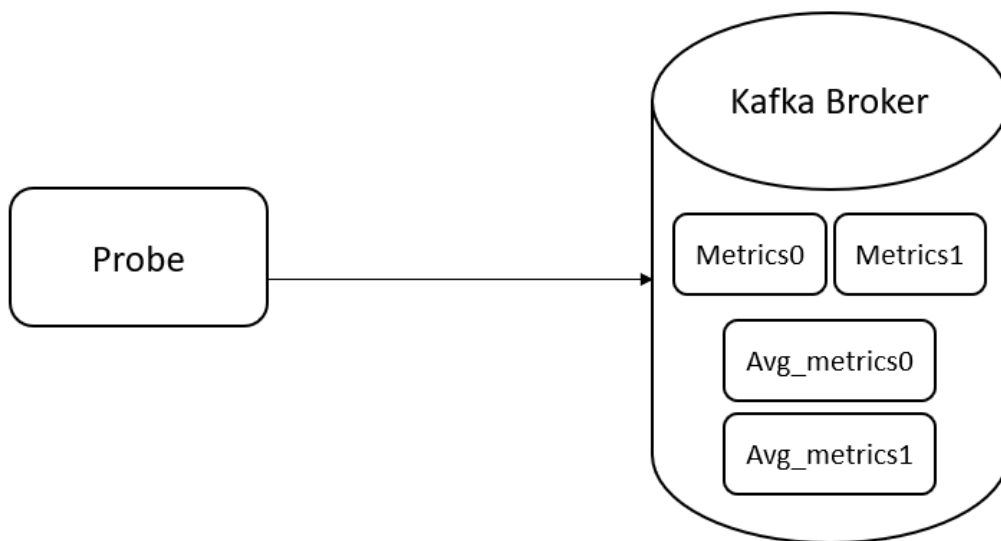 Kafka Broker
Probe
Metrics0 Metrics1
Avg_metrics0
Avg_metrics1